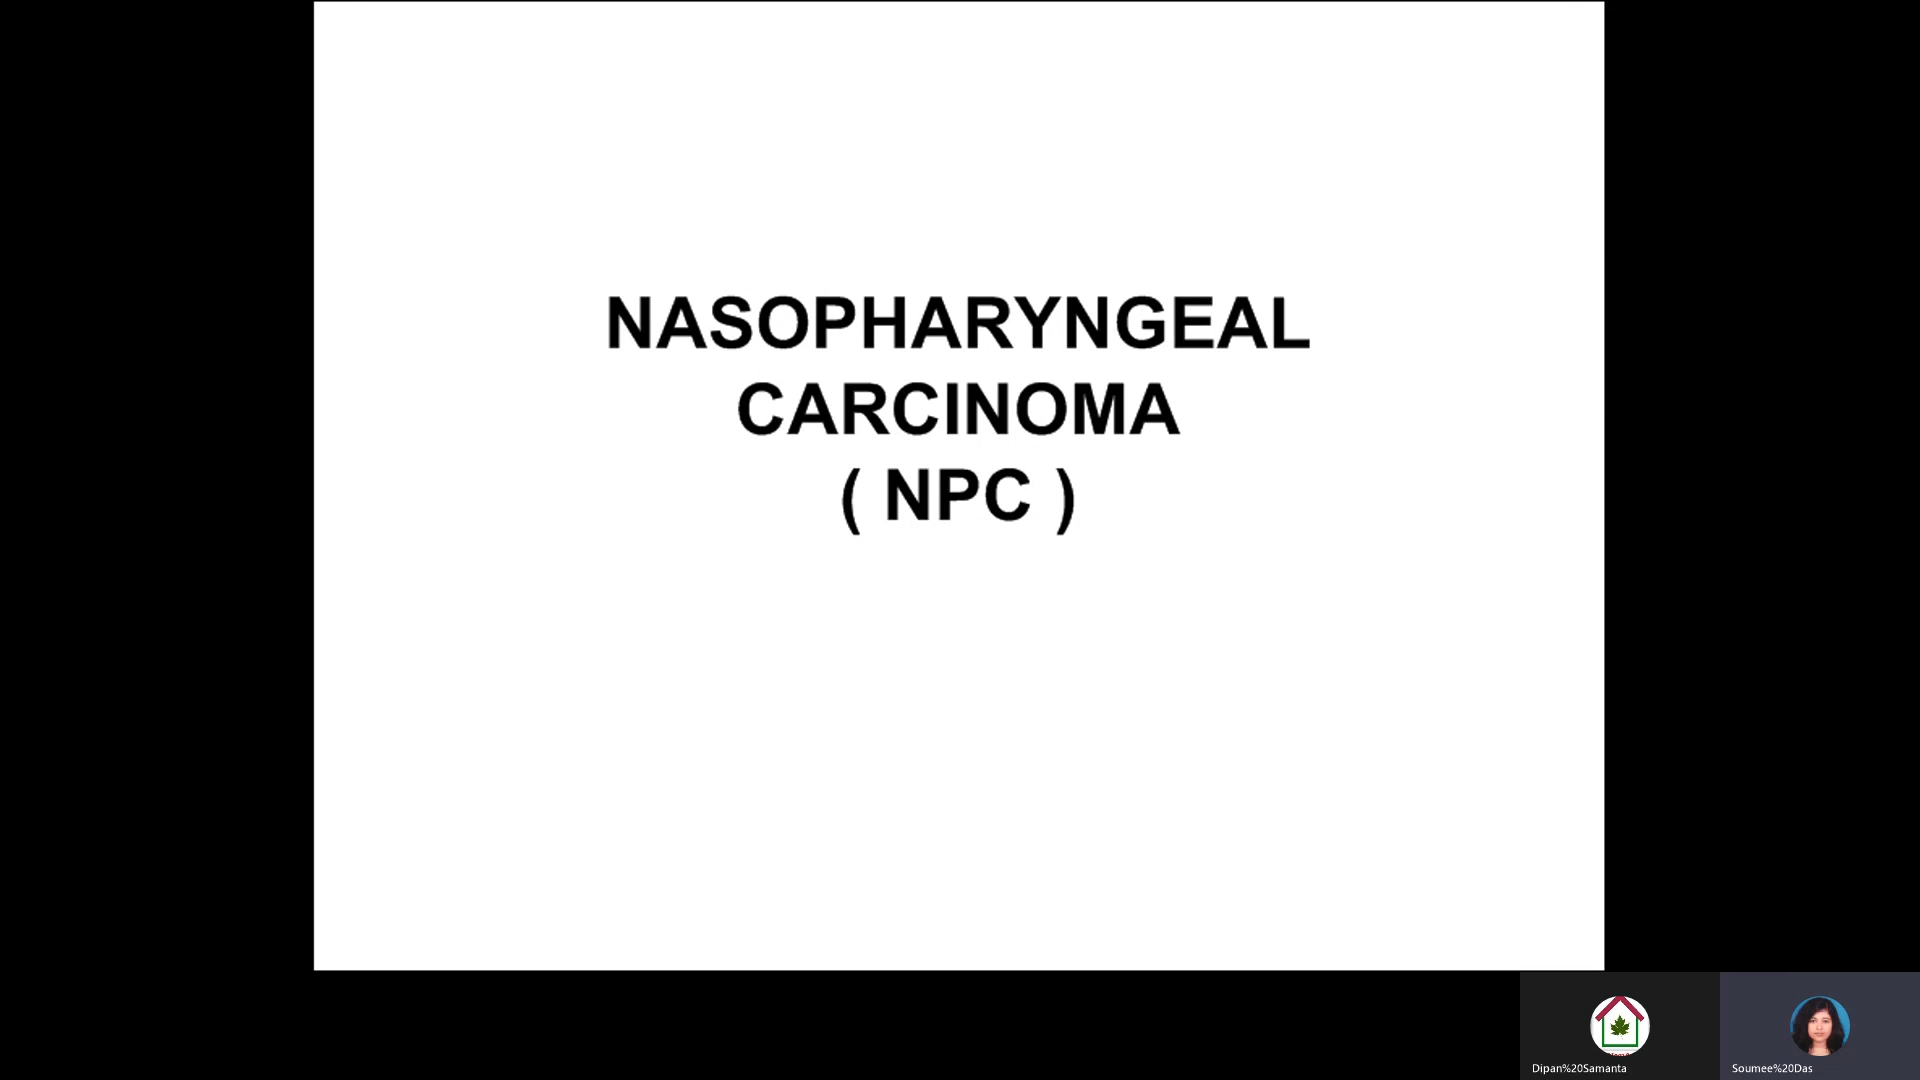 NASOPHARYNGEAL
CARCINOMA
( NPC )
Dipan%20Samanta
Soumee%20Das